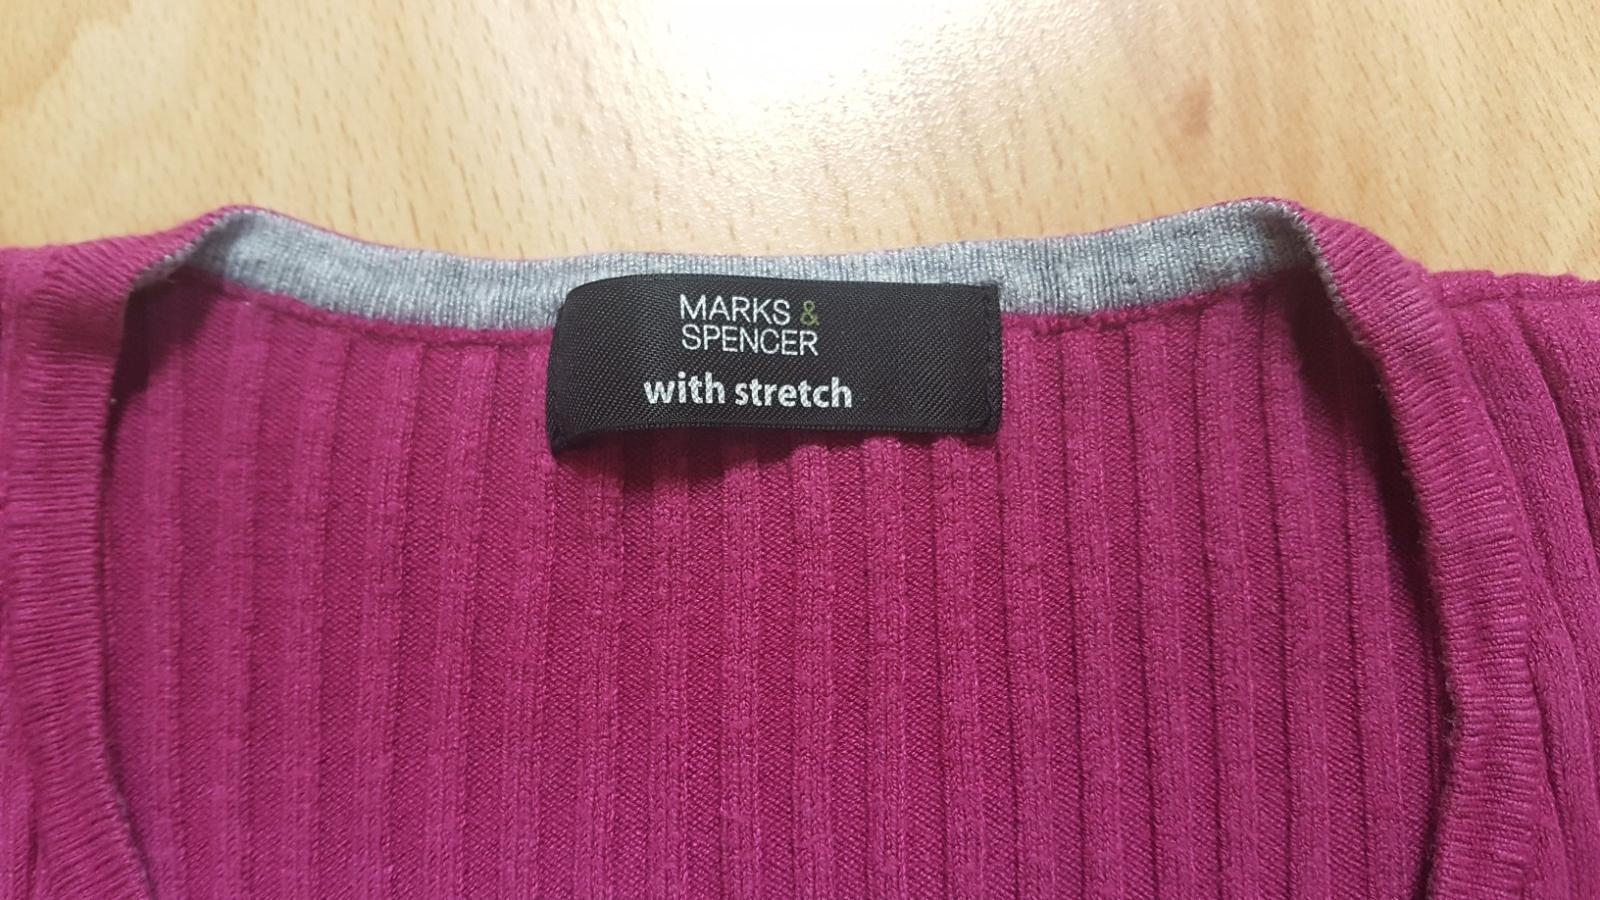 MARKS &
SPENCER
with stretch